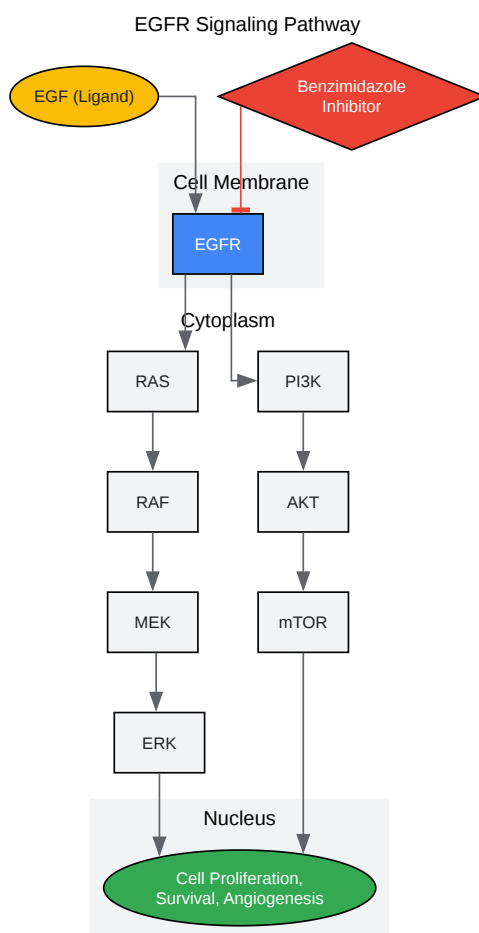 EGFR Signaling Pathway
EGF (Ligand)
Benzimidazole
Inhibitor
Cell Membrane
EGFR
Cytoplasm
RAS
PI3K
RAF
AKT
MEK
mTOR
ERK
Nucleus
Cell Proliferation,
Survival, Angiogenesis